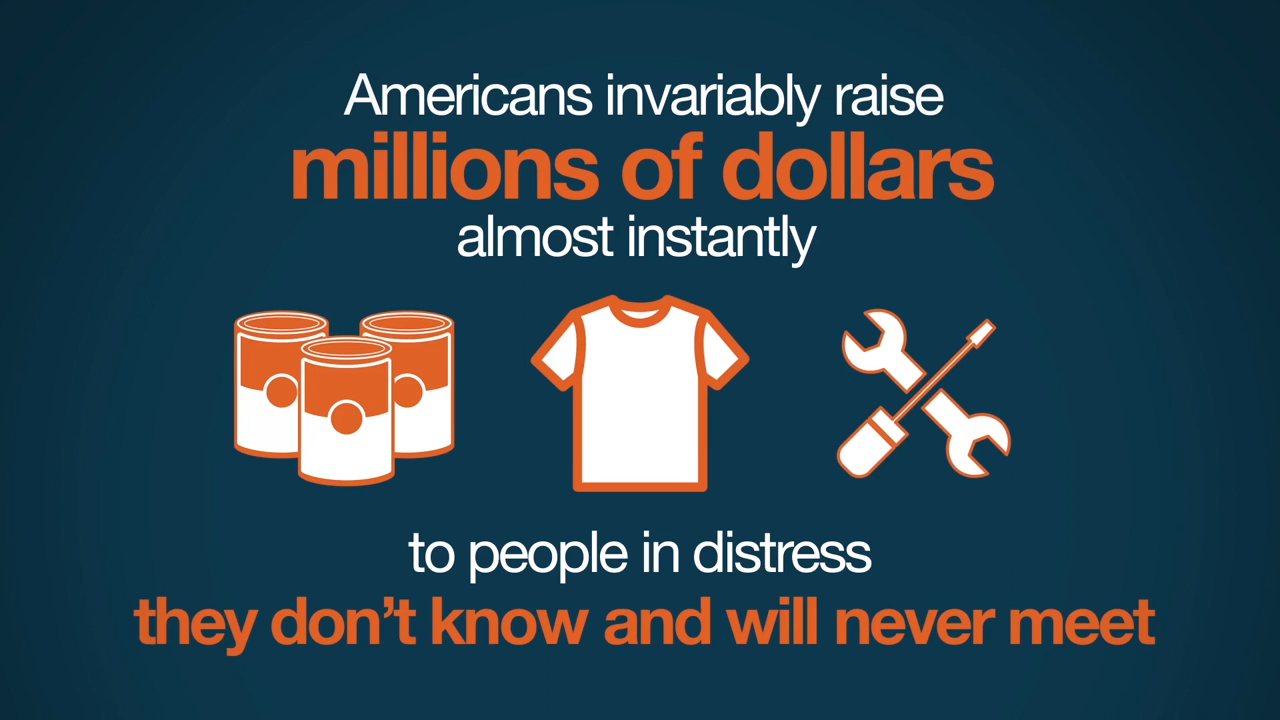 Americans invariably raise
millions of dollars
almost instantly
to people in distress
they don’t know and will never meet